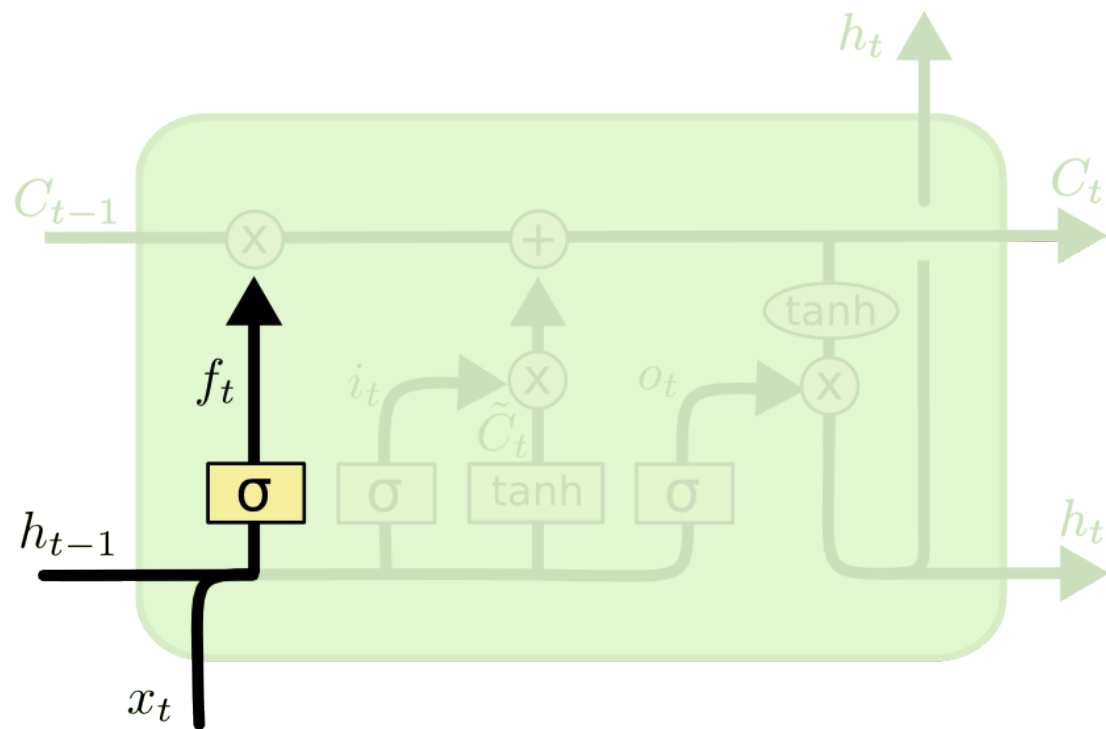 h_t
C_{t-1}
C_t
x
+
tanh
f_t
i_t
x
o_t
x
C̃_t
σ
σ
tanh
σ
h_{t-1}
h_t
x_t